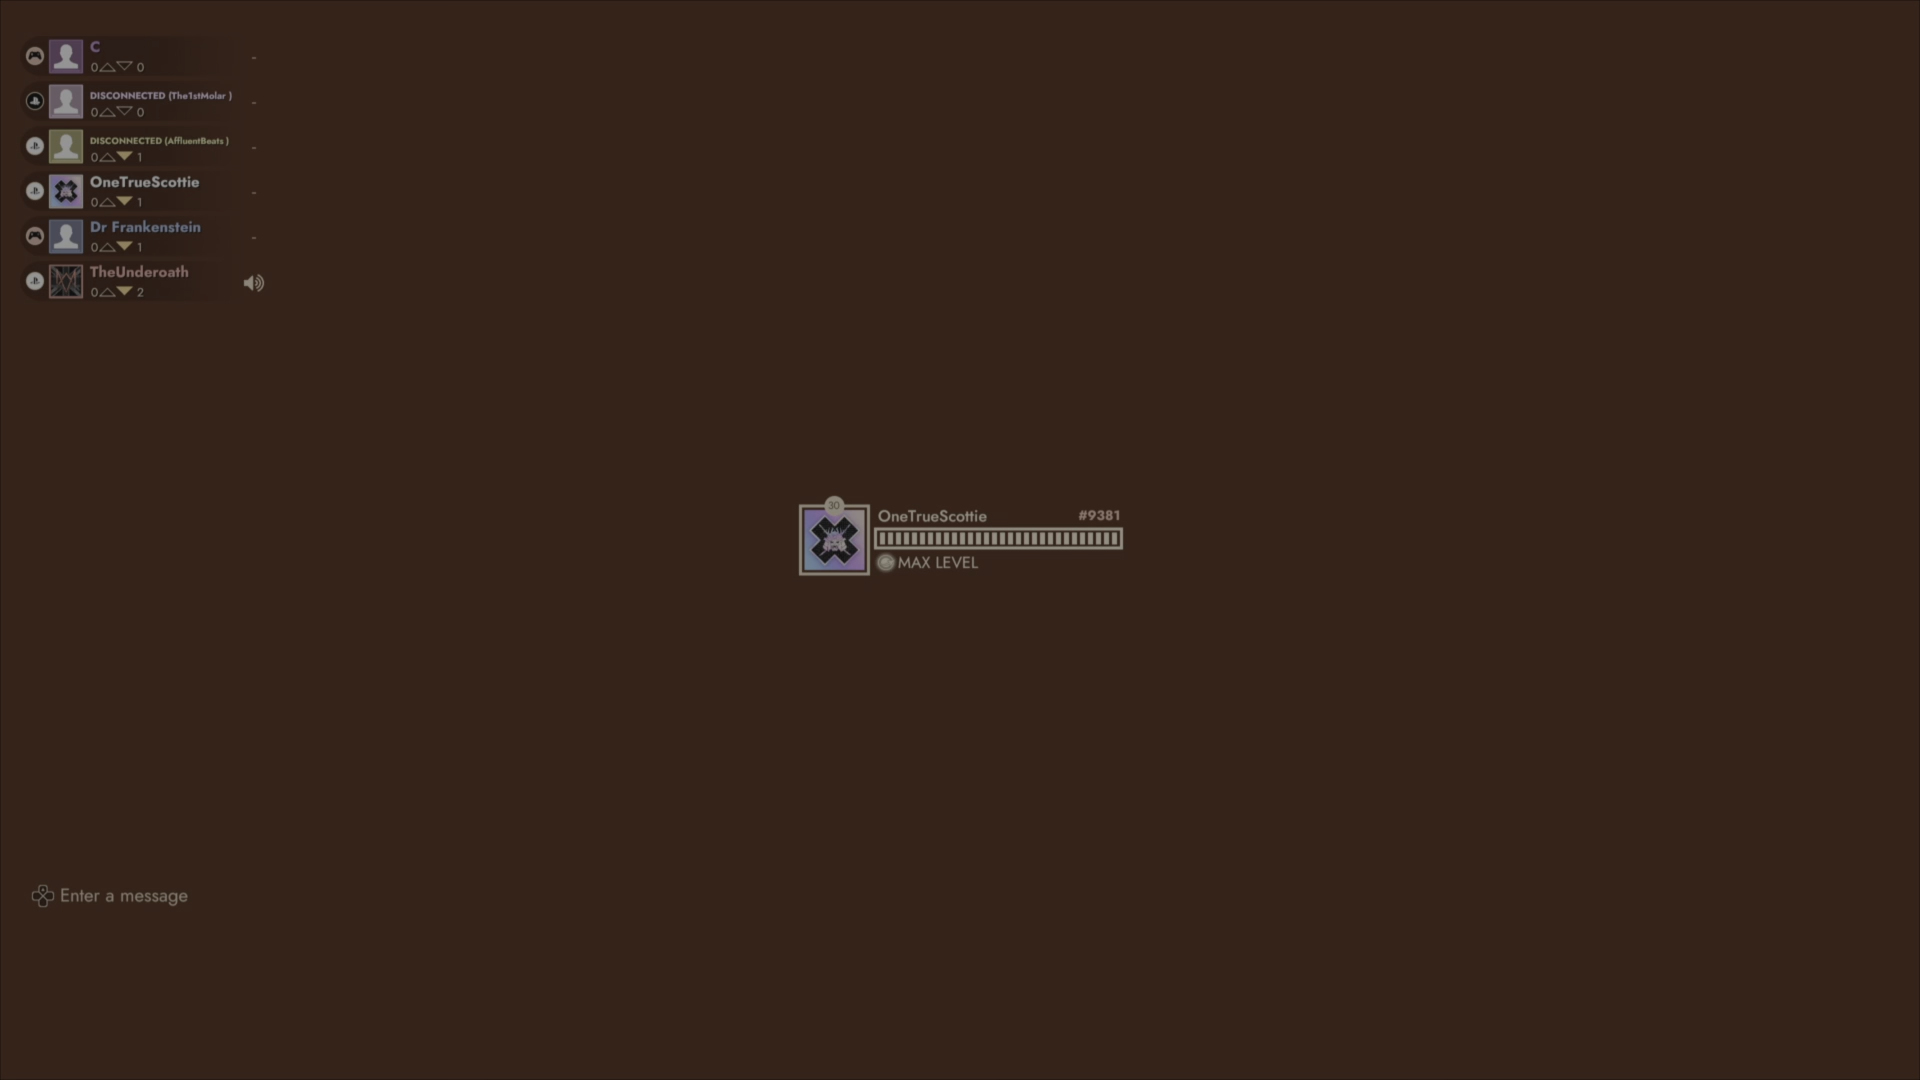 C
0 0
DISCONNECTED (The1stMolar )
0 0
DISCONNECTED (AffluentBeats )
0 1
OneTrueScottie
0 1
Dr Frankenstein
0 1
TheUnderoath
0 2
30
OneTrueScottie #9381
MAX LEVEL
Enter a message